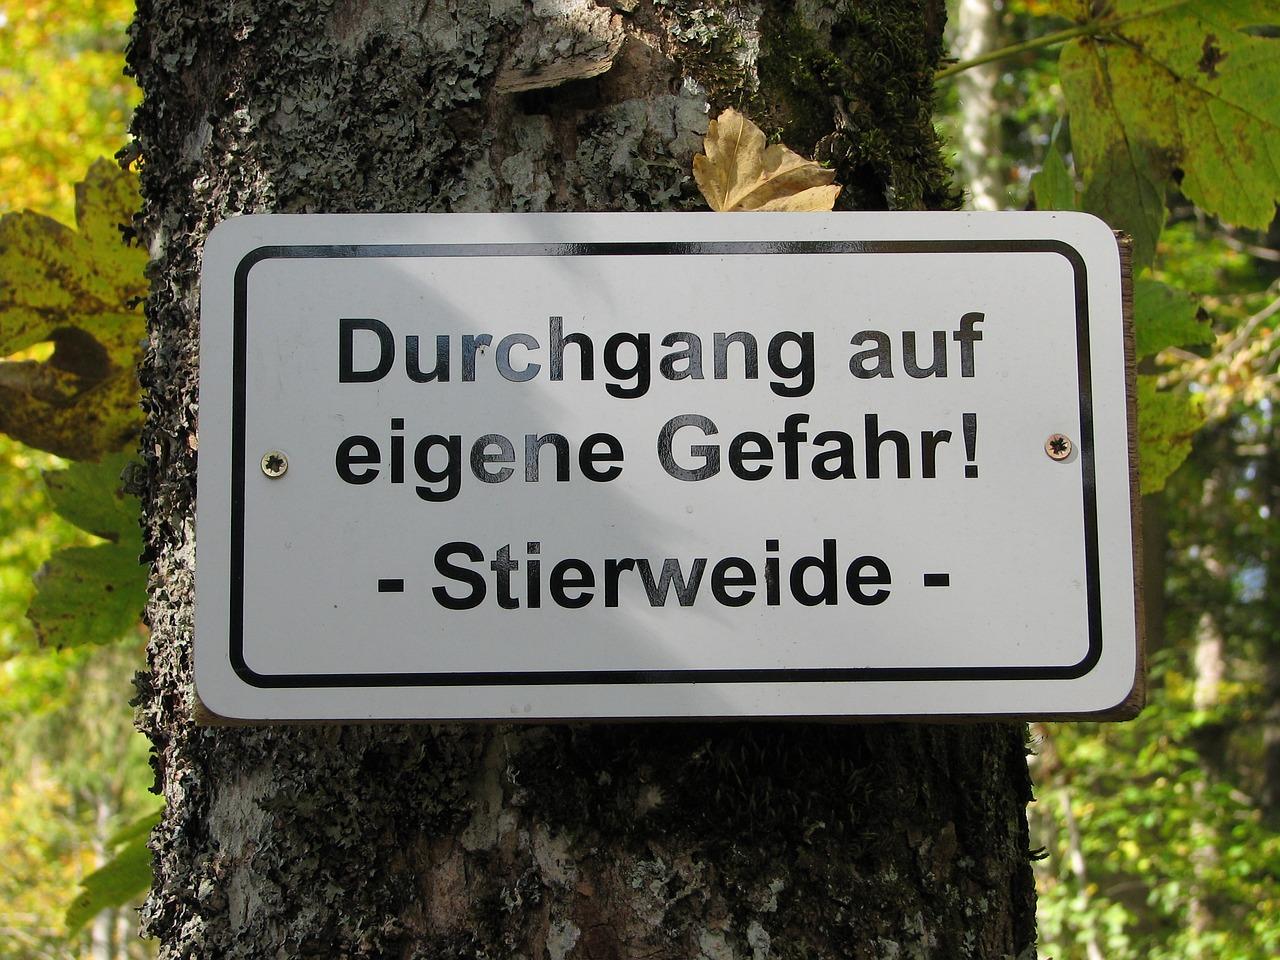 Durchgang auf
eigene Gefahr!
- Stierweide -